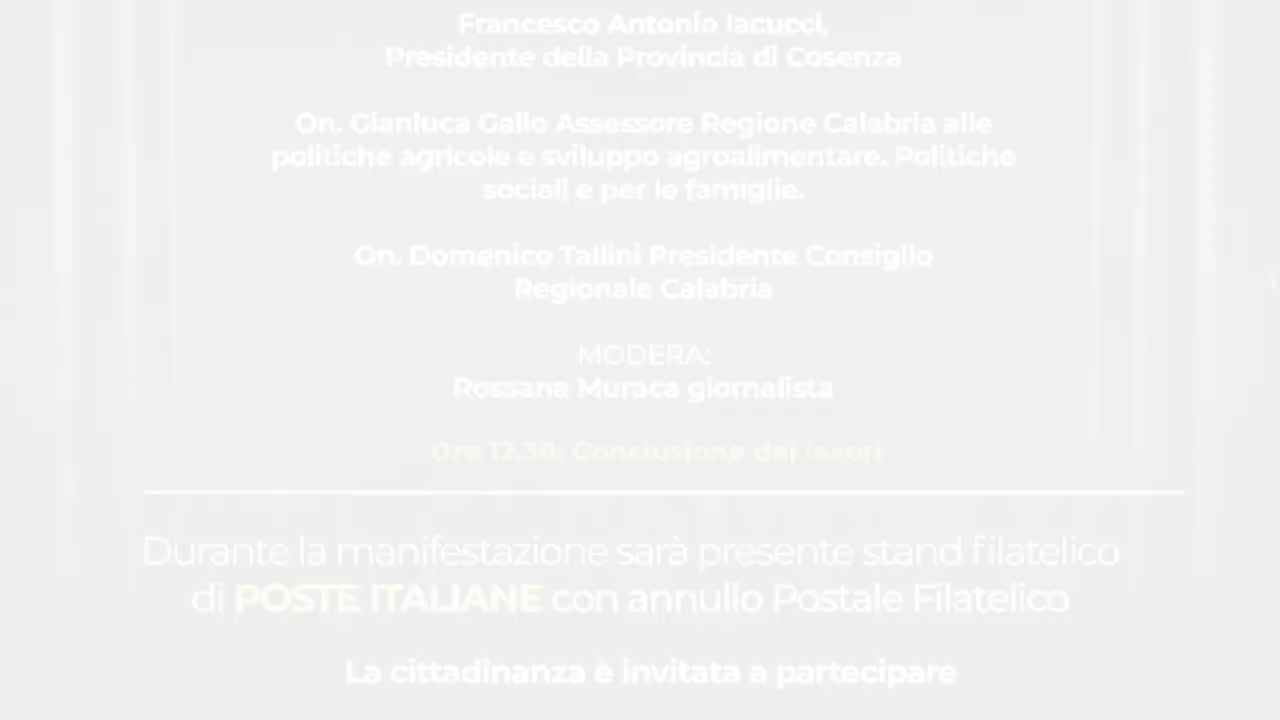 Francesco Antonio Iacucci,
Presidente della Provincia di Cosenza
On. Gianluca Gallo Assessore Regione Calabria alle
politiche agricole e sviluppo agroalimentare. Politiche
sociali e per le famiglie.
On. Domenico Tallini Presidente Consiglio
Regionale Calabria
MODERA:
Rossana Muraca giornalista
Ore 12.30: Conclusione dei lavori
Durante la manifestazione sarà presente stand filatelico
di POSTE ITALIANE con annullo Postale Filatelico
La cittadinanza è invitata a partecipare